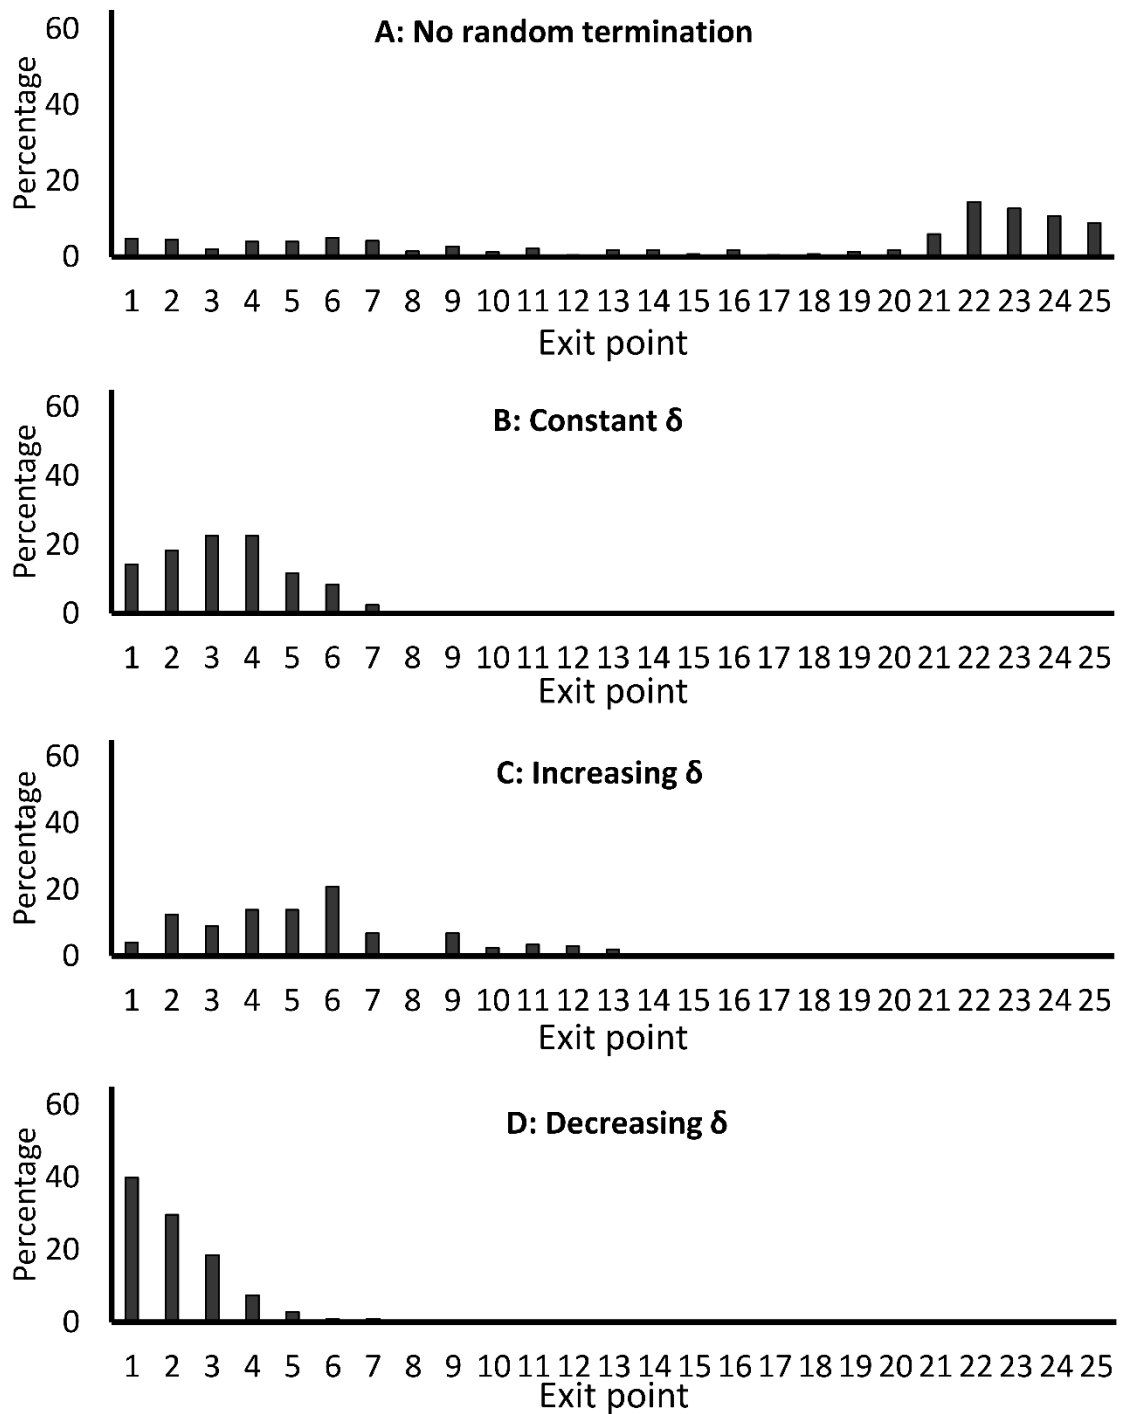 A: No random termination
Percentage
60
40
20
0
1 2 3 4 5 6 7 8 9 10 11 12 13 14 15 16 17 18 19 20 21 22 23 24 25
Exit point
B: Constant δ
Percentage
60
40
20
0
1 2 3 4 5 6 7 8 9 10 11 12 13 14 15 16 17 18 19 20 21 22 23 24 25
Exit point
C: Increasing δ
Percentage
60
40
20
0
1 2 3 4 5 6 7 8 9 10 11 12 13 14 15 16 17 18 19 20 21 22 23 24 25
Exit point
D: Decreasing δ
Percentage
60
40
20
0
1 2 3 4 5 6 7 8 9 10 11 12 13 14 15 16 17 18 19 20 21 22 23 24 25
Exit point